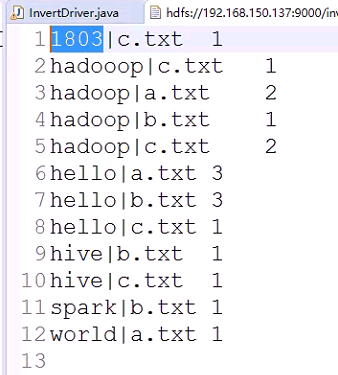 InvertDriver.java hdfs://192.168.150.137:9000/inv
1 1803|c.txt 1
2 hadooop|c.txt 1
3 hadoop|a.txt 2
4 hadoop|b.txt 1
5 hadoop|c.txt 2
6 hello|a.txt 3
7 hello|b.txt 3
8 hello|c.txt 1
9 hive|b.txt 1
10 hive|c.txt 1
11 spark|b.txt 1
12 world|a.txt 1
13